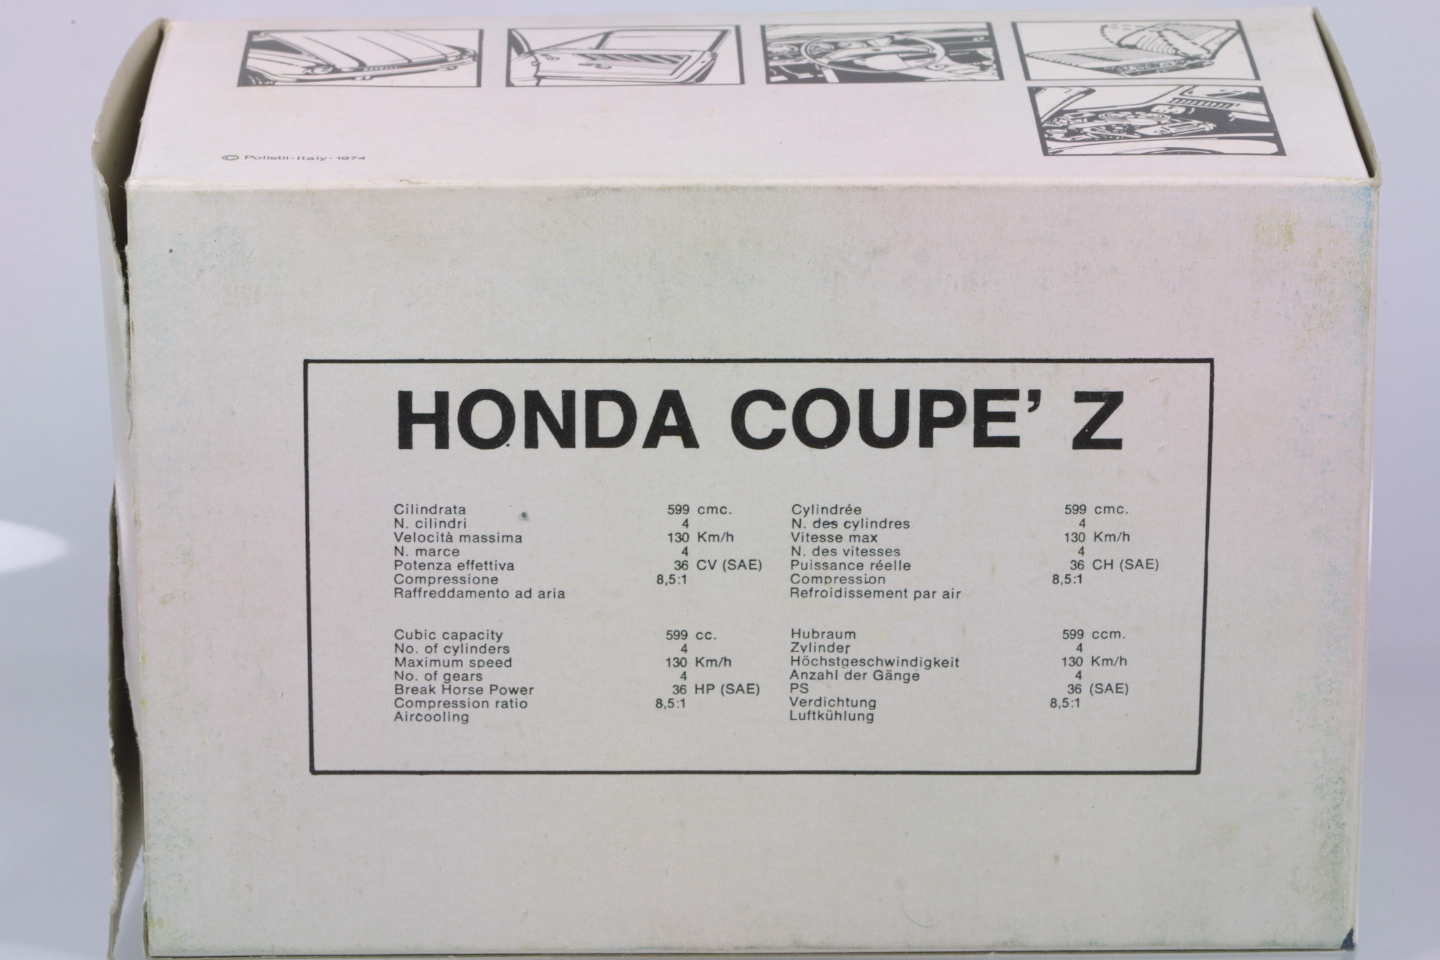 © Polistil-Italy-1974
HONDA COUPE' Z
Cilindrata 599 cmc.
N. cilindri 4
Velocità massima 130 Km/h
N. marce 4
Potenza effettiva 36 CV (SAE)
Compressione 8,5:1
Raffreddamento ad aria
Cylindrée 599 cmc.
N. des cylindres 4
Vitesse max 130 Km/h
N. des vitesses 4
Puissance réelle 36 CH (SAE)
Compression 8,5:1
Refroidissement par air
Cubic capacity 599 cc.
No. of cylinders 4
Maximum speed 130 Km/h
No. of gears 4
Break Horse Power 36 HP (SAE)
Compression ratio 8,5:1
Aircooling
Hubraum 599 ccm.
Zylinder 4
Höchstgeschwindigkeit 130 Km/h
Anzahl der Gänge 4
PS 36 (SAE)
Verdichtung 8,5:1
Luftkühlung